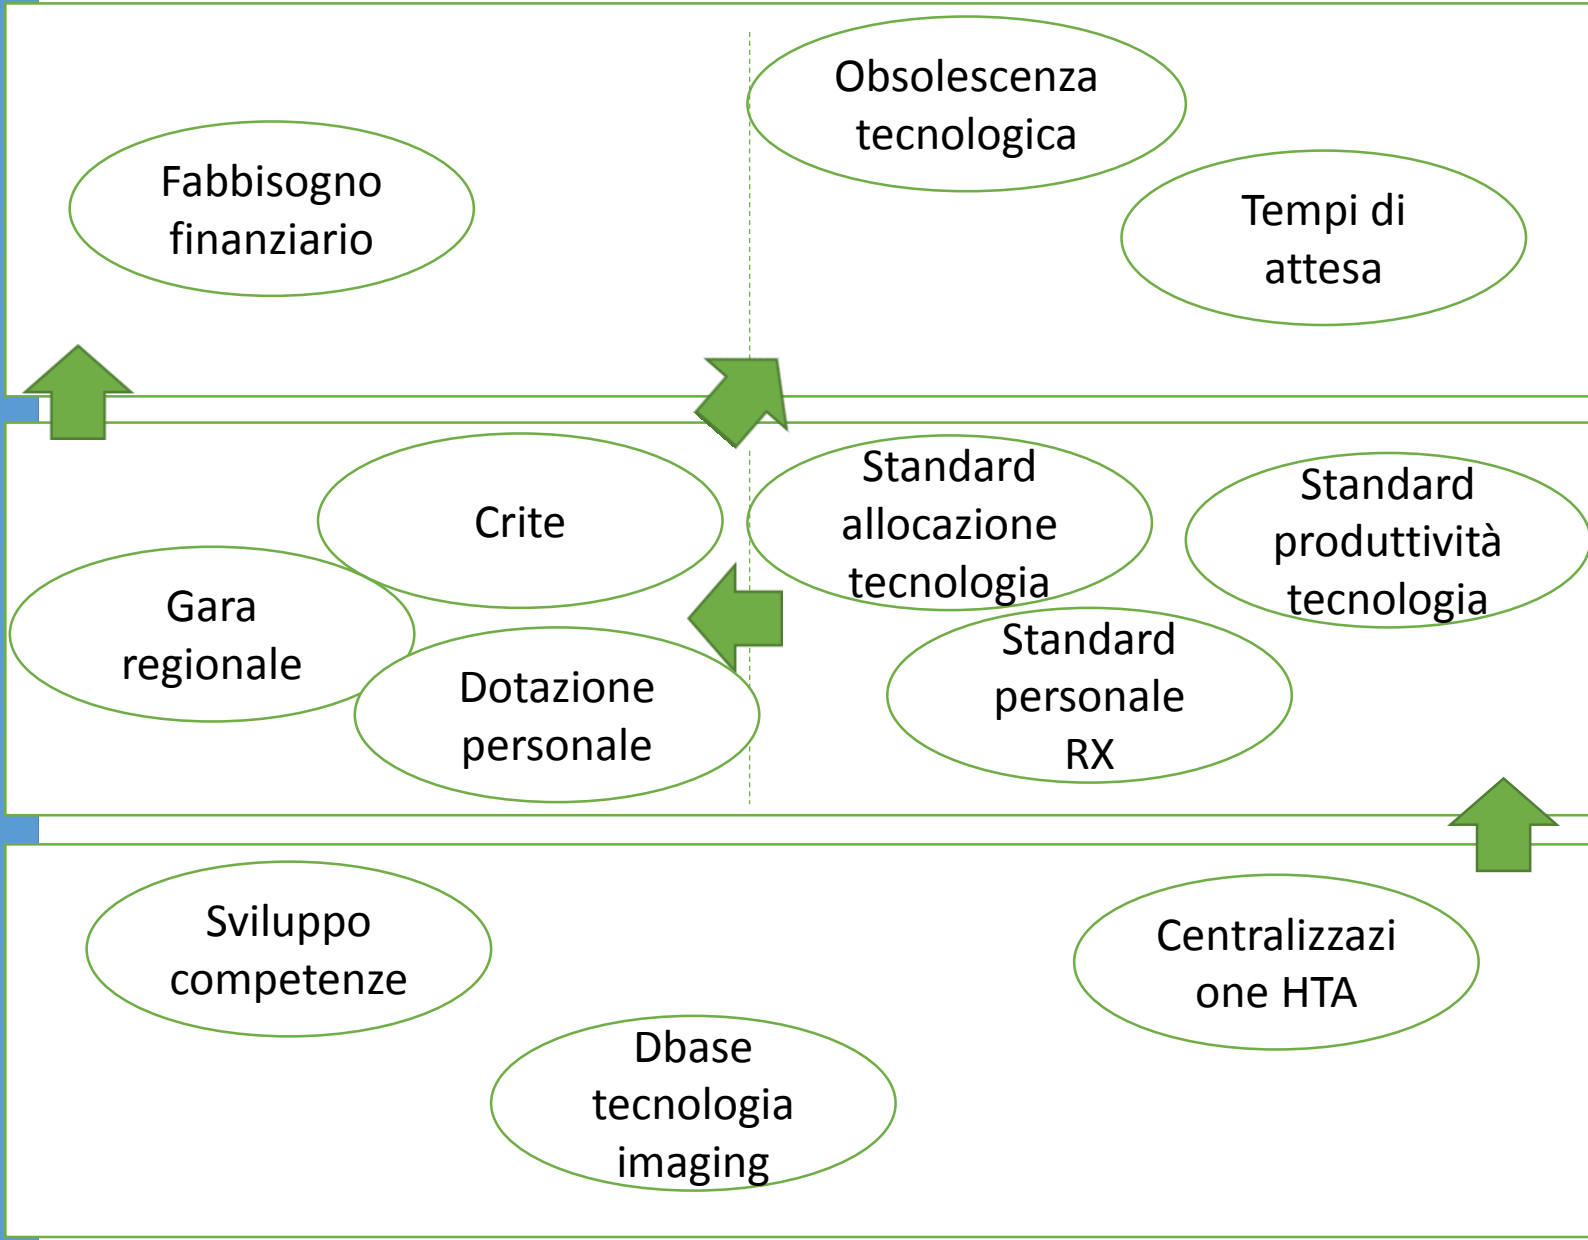 Obsolescenza
tecnologica
Fabbisogno
finanziario
Tempi di
attesa
Crite
Standard
allocazione
tecnologia
Standard
produttività
tecnologia
Gara
regionale
Dotazione
personale
Standard
personale
RX
Sviluppo
competenze
Centralizzazi
one HTA
Dbase
tecnologia
imaging